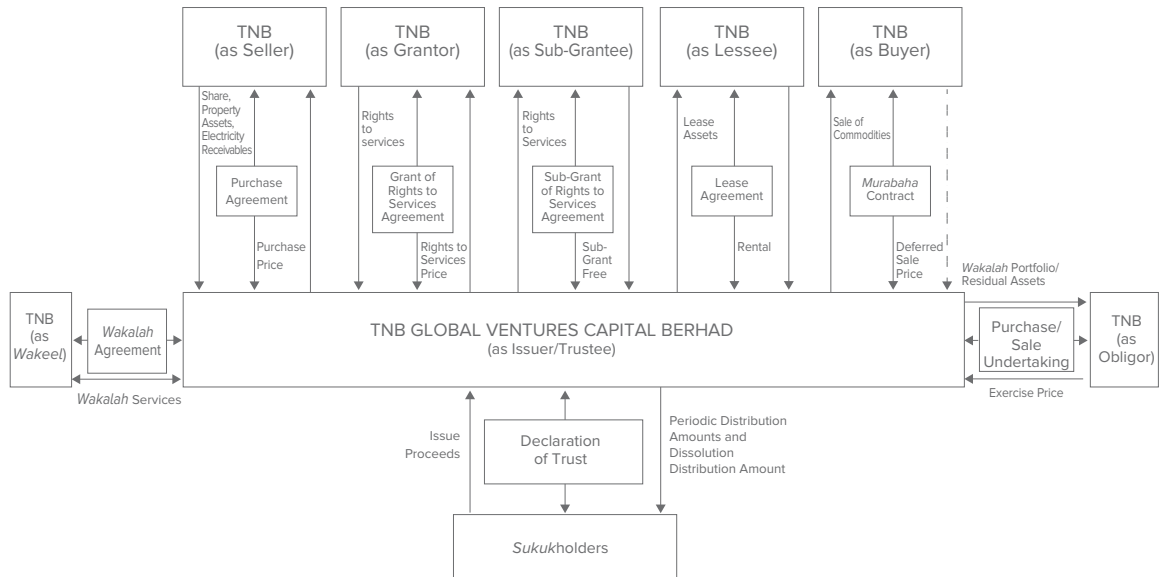 TNB
(as Seller)
TNB
(as Grantor)
TNB
(as Sub-Grantee)
TNB
(as Lessee)
TNB
(as Buyer)
Share,
Property
Assets,
Electricity
Receivables
Rights
to
services
Rights
to
Services
Lease
Assets
Sale of
Commodities
Purchase
Agreement
Grant of
Rights to
Services
Agreement
Sub-Grant
of Rights to
Services
Agreement
Lease
Agreement
Murabaha
Contract
Purchase
Price
Rights to
Services
Price
Sub-
Grant
Free
Rental
Deferred
Sale
Price
Wakalah Portfolio/
Residual Assets
TNB
(as
Wakeel)
Wakalah
Agreement
Wakalah Services
TNB GLOBAL VENTURES CAPITAL BERHAD
(as Issuer/Trustee)
Purchase/
Sale
Undertaking
TNB
(as
Obligor)
Exercise Price
Issue
Proceeds
Declaration
of Trust
Periodic Distribution
Amounts and
Dissolution
Distribution Amount
Sukukholders